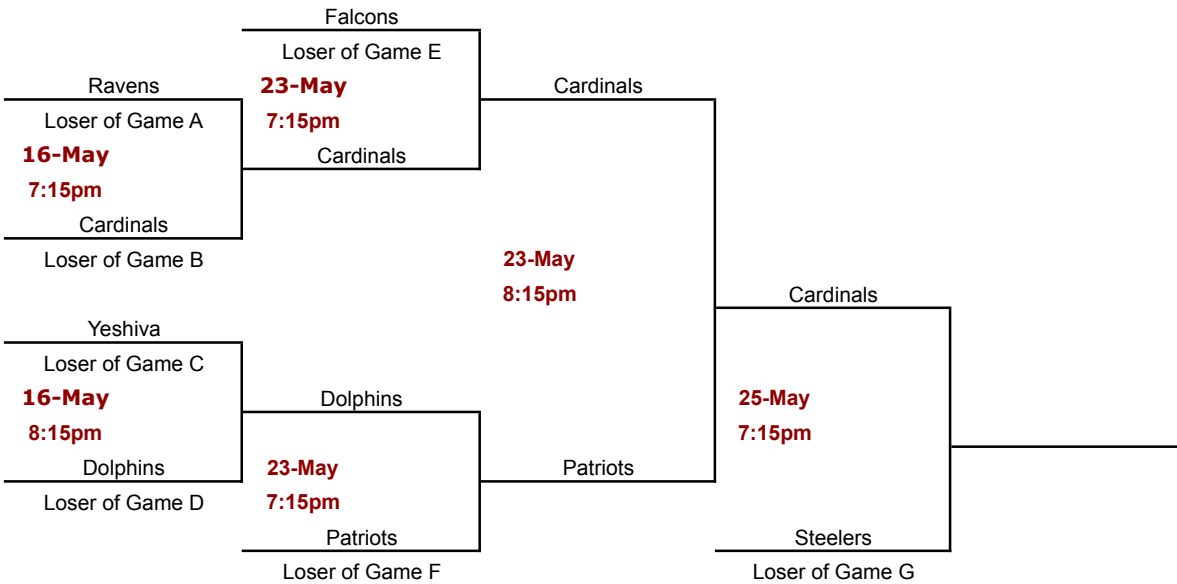 Falcons
Loser of Game E
23-May
7:15pm
Cardinals
Ravens
Loser of Game A
16-May
7:15pm
Cardinals
Loser of Game B
Cardinals
23-May
8:15pm
Yeshiva
Loser of Game C
16-May
8:15pm
Dolphins
Loser of Game D
Dolphins
23-May
7:15pm
Patriots
Loser of Game F
Patriots
Cardinals
25-May
7:15pm
Steelers
Loser of Game G